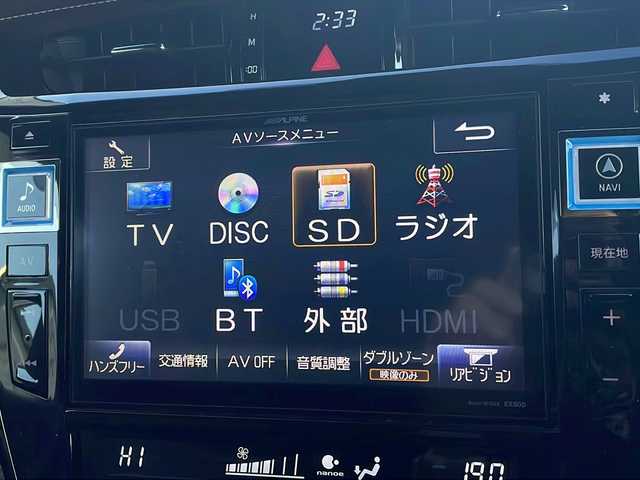 H
M
:00
2:33
ALPINE
AVソースメニュー
設定
AUDIO
NAVI
TV
DISC
SD
ラジオ
AV
現在地
USB
BT
外部
HDMI
ハンズフリー
交通情報
AV OFF
音質調整
ダブルゾーン
映像のみ
リアビジョン
HI
nanoe
19.0